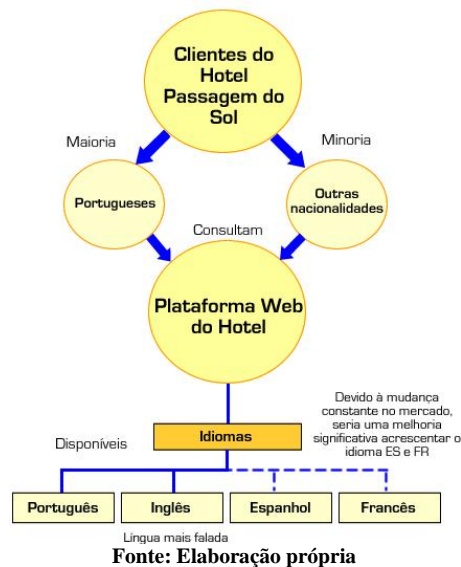 Clientes do
Hotel
Passagem do
Sol
Maioria
Minoria
Portugueses
Outras
nacionalidades
Consultam
Plataforma Web
do Hotel
Devido à mudança
constante no mercado,
seria uma melhoria
significativa acrescentar o
idioma ES e FR
Disponíveis
Idiomas
Português
Inglês
Espanhol
Francês
Língua mais falada
Fonte: Elaboração própria